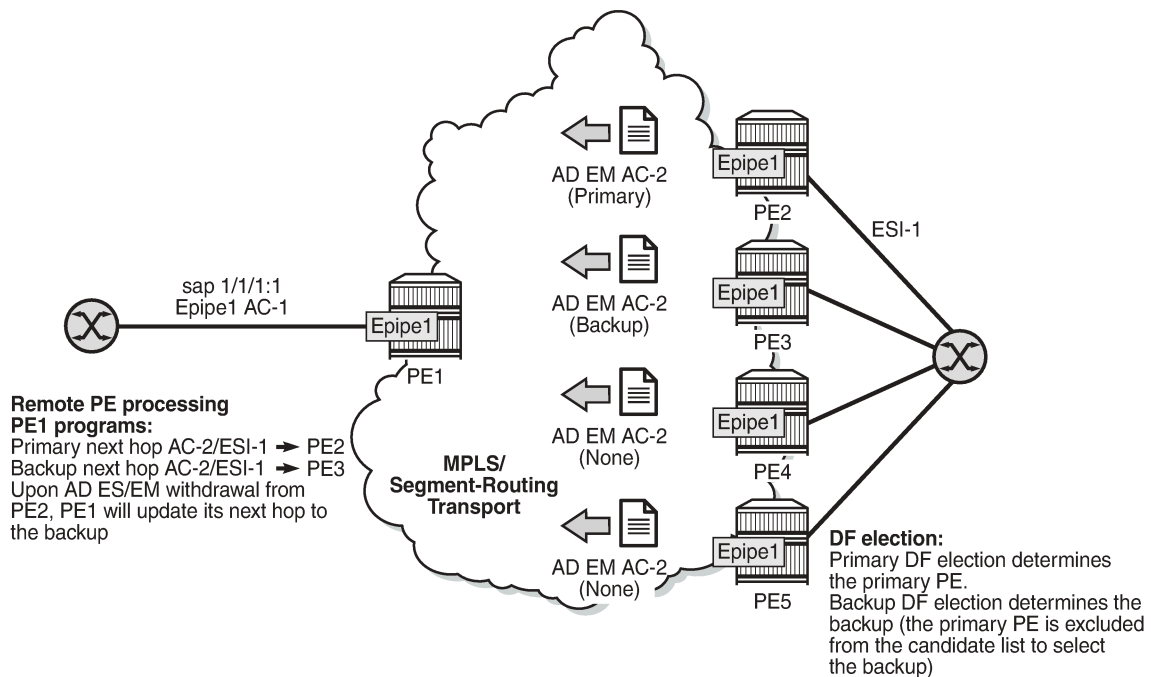 AD EM AC-2
(Primary)
Epipe1
PE2
ESI-1
AD EM AC-2
(Backup)
Epipe1
PE3
sap 1/1/1:1
Epipe1 AC-1
Epipe1
PE1
AD EM AC-2
(None)
Epipe1
PE4
Remote PE processing
PE1 programs:
Primary next hop AC-2/ESI-1 → PE2
Backup next hop AC-2/ESI-1 → PE3
Upon AD ES/EM withdrawal from
PE2, PE1 will update its next hop to
the backup
MPLS/
Segment-Routing
Transport
AD EM AC-2
(None)
Epipe1
PE5
DF election:
Primary DF election determines
the primary PE.
Backup DF election determines the
backup (the primary PE is excluded
from the candidate list to select
the backup)